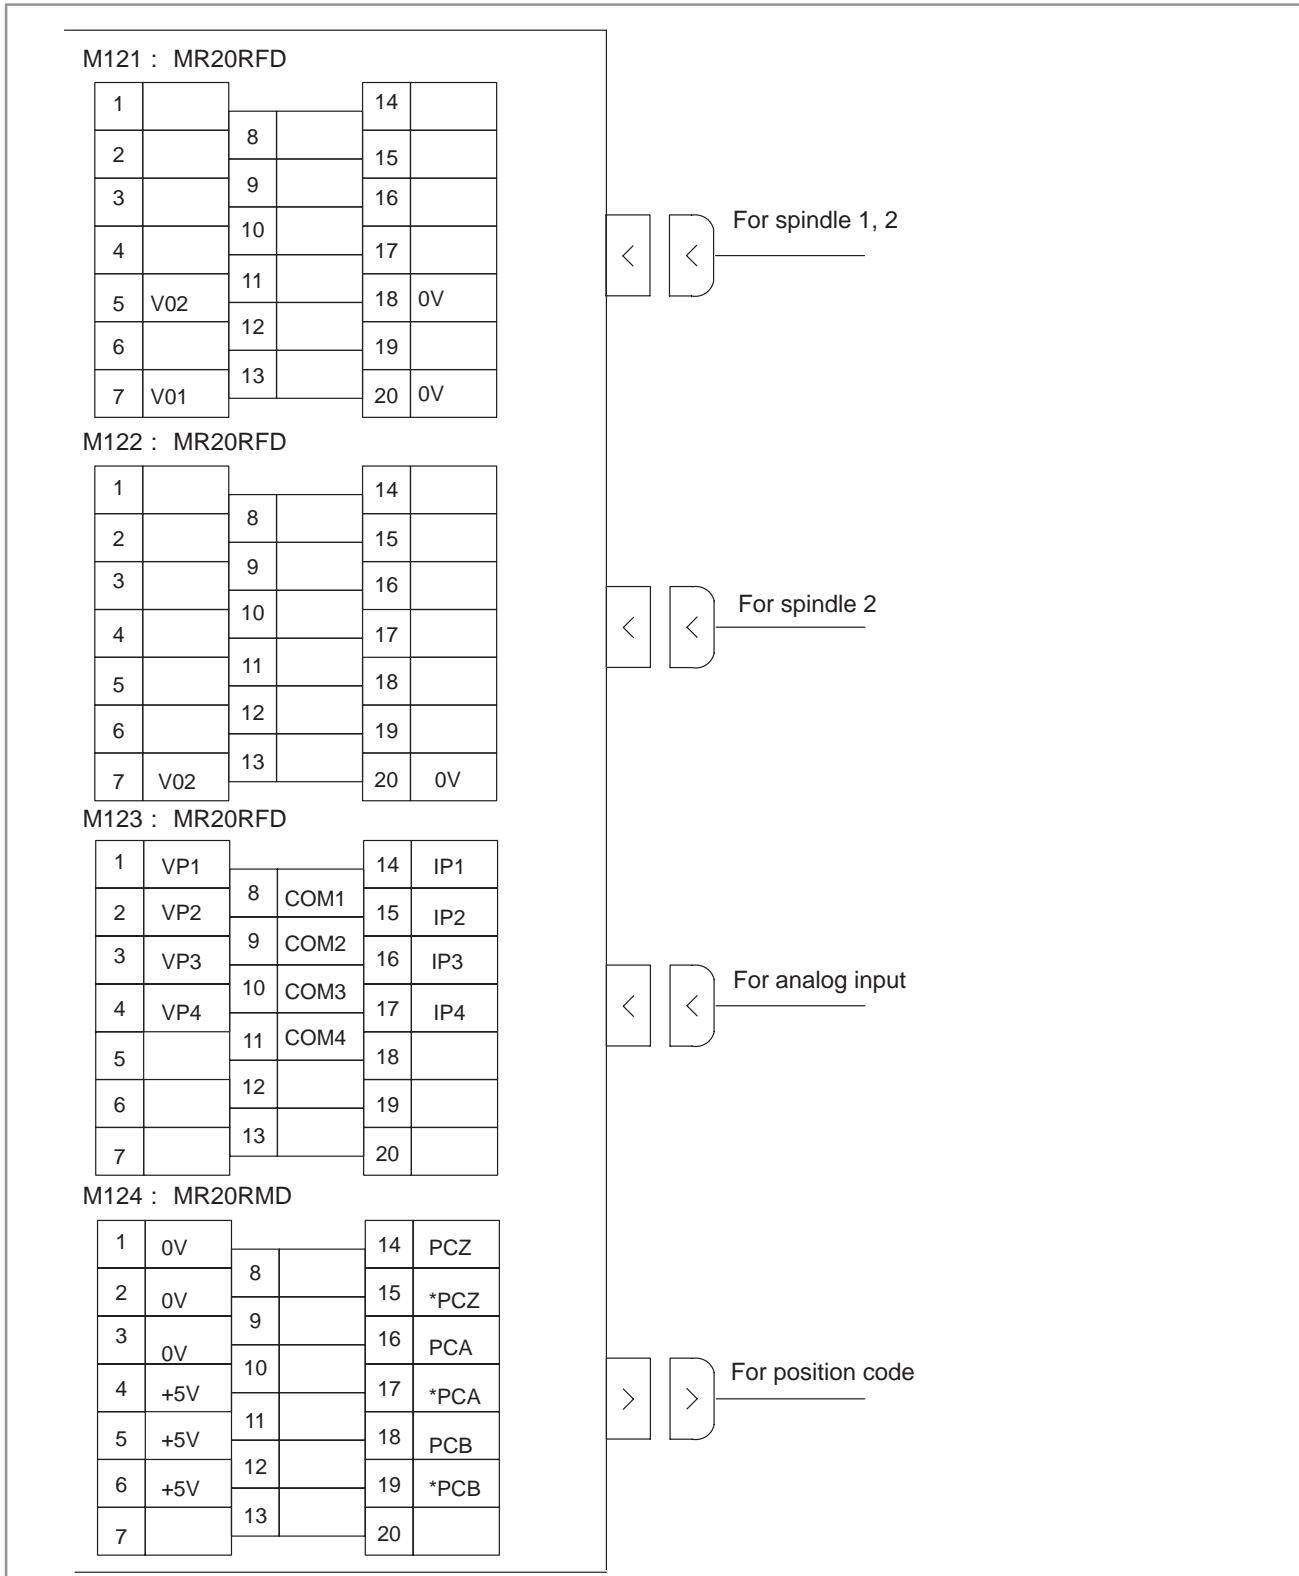 M121 : MR20RFD
1 14
8
2 15
9
3 16
10
4 17
11
5 V02 18 0V
12
6 19
13
7 V01 20 0V
For spindle 1, 2
M122 : MR20RFD
1 14
8
2 15
9
3 16
10
4 17
11
5 18
12
6 19
13
7 V02 20 0V
For spindle 2
M123 : MR20RFD
1 VP1 14 IP1
8 COM1
2 VP2 15 IP2
9 COM2
3 VP3 16 IP3
10 COM3
4 VP4 17 IP4
11 COM4
5 18
12
6 19
13
7 20
For analog input
M124 : MR20RMD
1 0V 14 PCZ
8
2 0V 15 *PCZ
9
3 0V 16 PCA
10
4 +5V 17 *PCA
11
5 +5V 18 PCB
12
6 +5V 19 *PCB
13
7 20
For position code